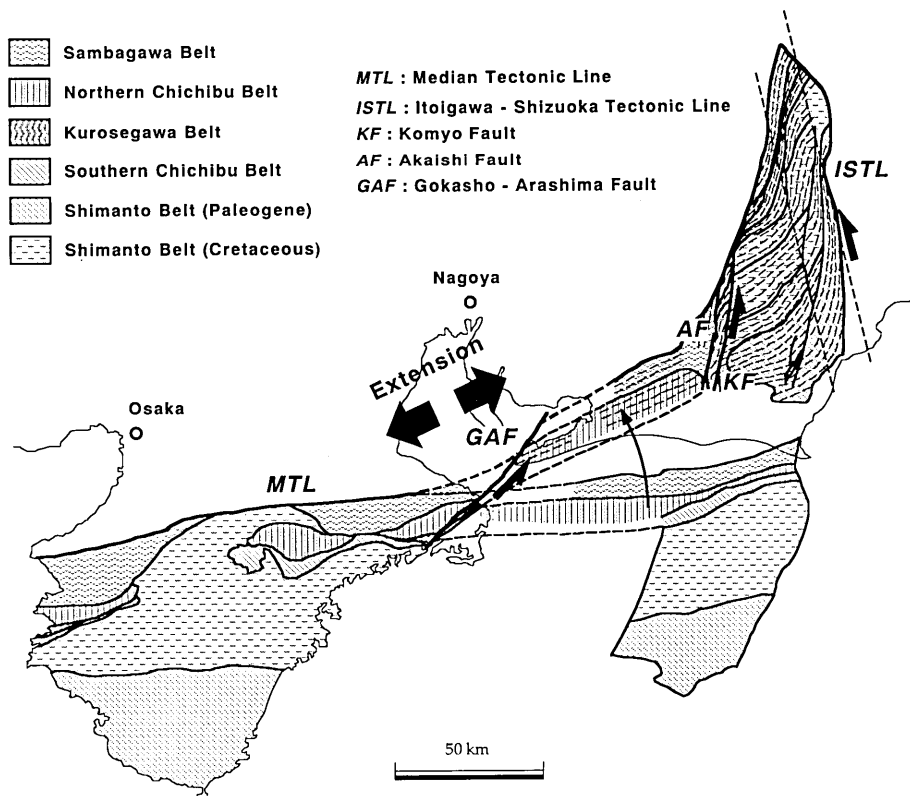 Sambagawa Belt
Northern Chichibu Belt
Kurosegawa Belt
Southern Chichibu Belt
Shimanto Belt (Paleogene)
Shimanto Belt (Cretaceous)
MTL : Median Tectonic Line
ISTL : Itoigawa - Shizuoka Tectonic Line
KF : Komyo Fault
AF : Akaishi Fault
GAF : Gokasho - Arashima Fault
ISTL
Nagoya
AF
KF
Extension
Osaka
GAF
MTL
50 km